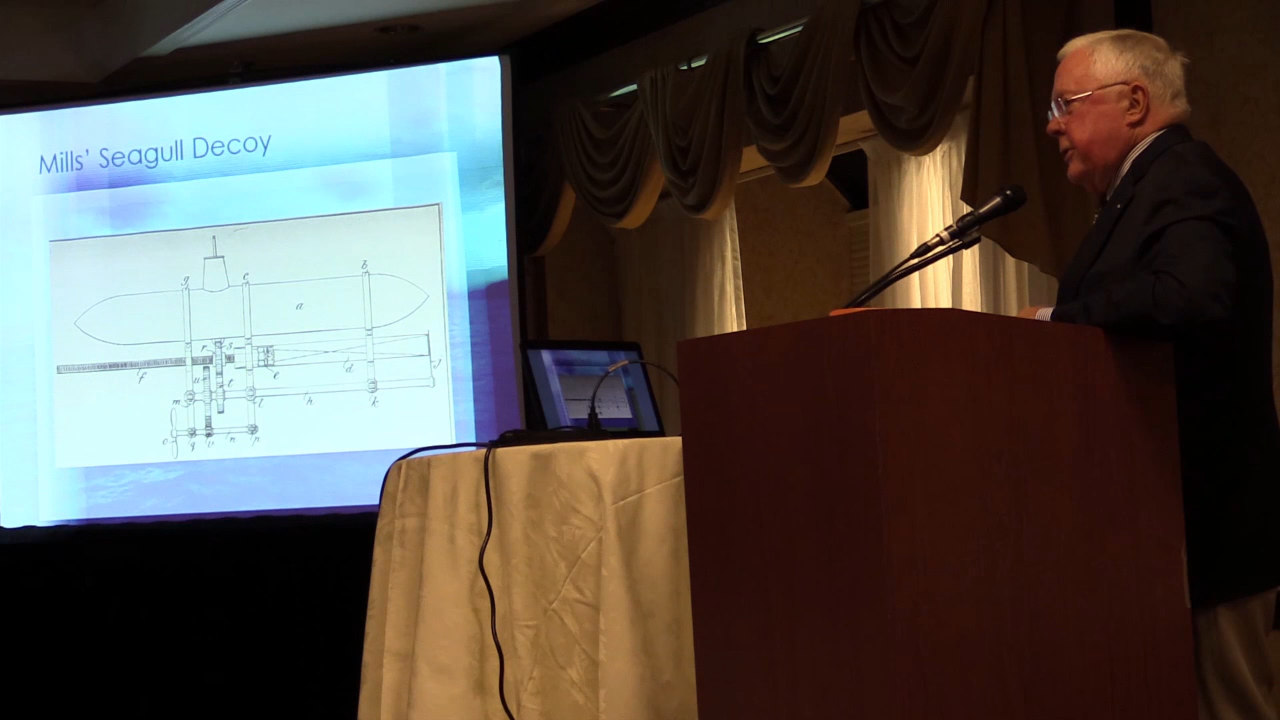 Mills' Seagull Decoy
g c b
a
r s
f e d j
u t
m l h k
o q v n p